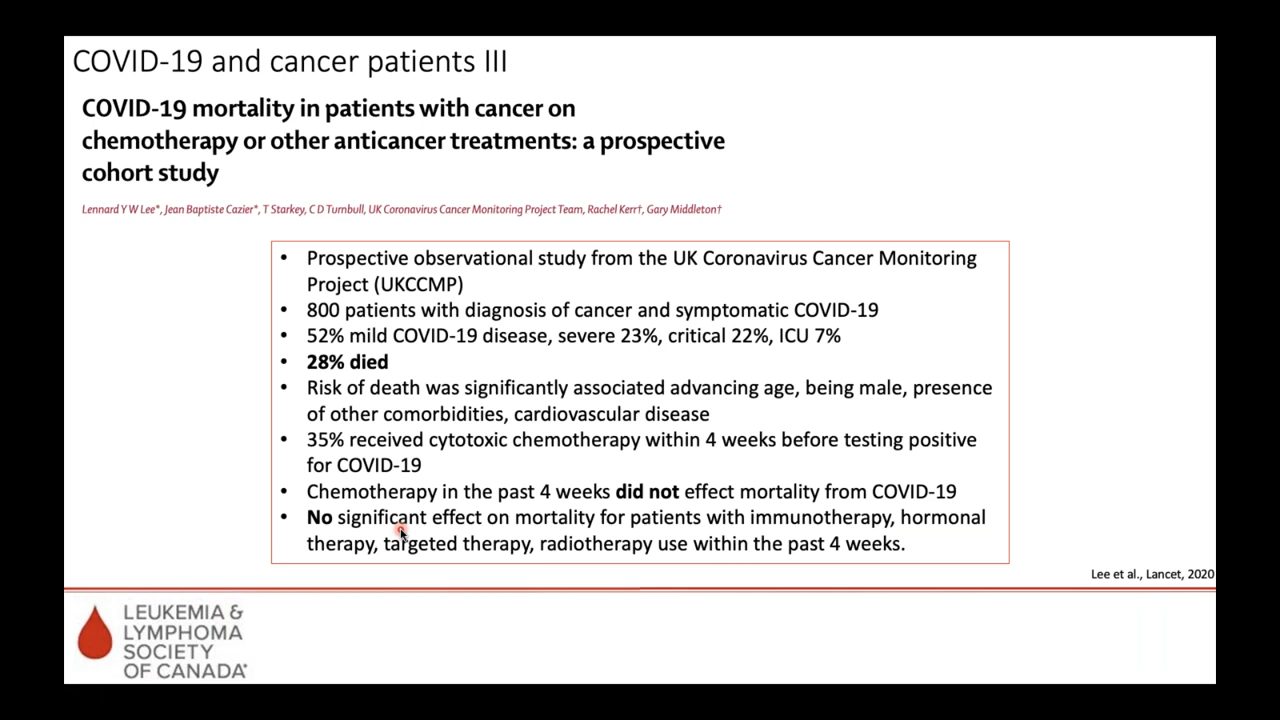 COVID-19 and cancer patients III
COVID-19 mortality in patients with cancer on
chemotherapy or other anticancer treatments: a prospective
cohort study
Lennard Y W Lee*, Jean Baptiste Cazier*, T Starkey, C D Turnbull, UK Coronavirus Cancer Monitoring Project Team, Rachel Kerr†, Gary Middleton†
• Prospective observational study from the UK Coronavirus Cancer Monitoring
Project (UKCCMP)
• 800 patients with diagnosis of cancer and symptomatic COVID-19
• 52% mild COVID-19 disease, severe 23%, critical 22%, ICU 7%
• 28% died
• Risk of death was significantly associated advancing age, being male, presence
of other comorbidities, cardiovascular disease
• 35% received cytotoxic chemotherapy within 4 weeks before testing positive
for COVID-19
• Chemotherapy in the past 4 weeks did not effect mortality from COVID-19
• No significant effect on mortality for patients with immunotherapy, hormonal
therapy, targeted therapy, radiotherapy use within the past 4 weeks.
Lee et al., Lancet, 2020
LEUKEMIA &
LYMPHOMA
SOCIETY
OF CANADA